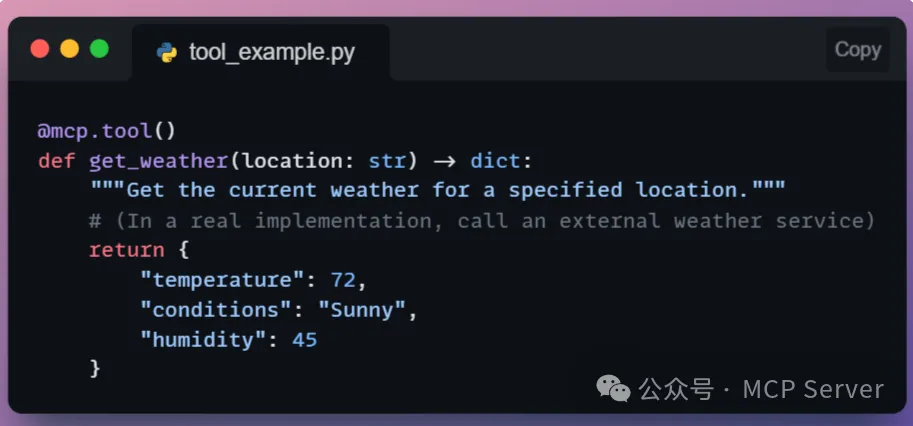 tool_example.py
Copy
@mcp.tool()
def get_weather(location: str) -> dict:
    """Get the current weather for a specified location."""
    # (In a real implementation, call an external weather service)
    return {
        "temperature": 72,
        "conditions": "Sunny",
        "humidity": 45
    }
公众号 · MCP Server